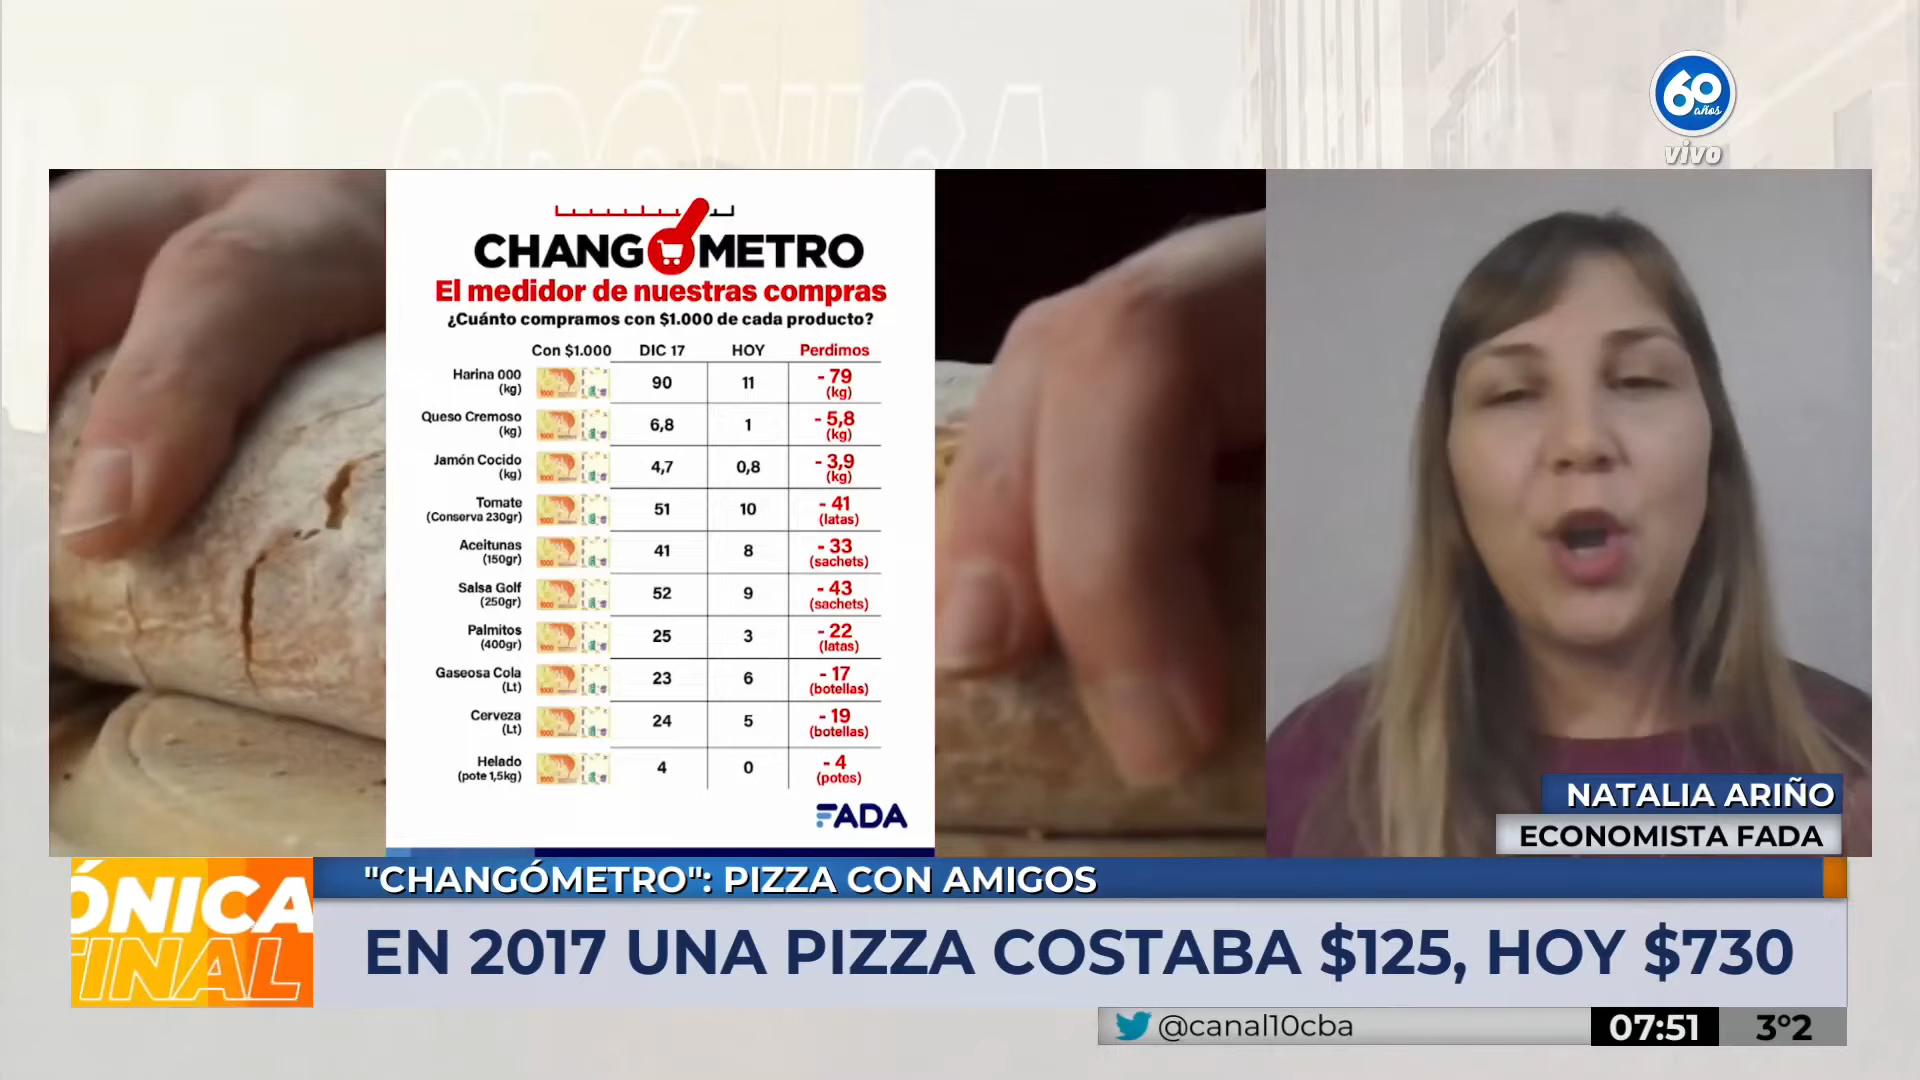 CRÓNICA
60
años
vivo
CHANGÓMETRO
El medidor de nuestras compras
¿Cuánto compramos con $1.000 de cada producto?
Con $1.000 DIC 17 HOY Perdimos
Harina 000 (kg) 90 11 - 79 (kg)
Queso Cremoso (kg) 6,8 1 - 5,8 (kg)
Jamón Cocido (kg) 4,7 0,8 - 3,9 (kg)
Tomate (Conserva 230gr) 51 10 - 41 (latas)
Aceitunas (150gr) 41 8 - 33 (sachets)
Salsa Golf (250gr) 52 9 - 43 (sachets)
Palmitos (400gr) 25 3 - 22 (latas)
Gaseosa Cola (Lt) 23 6 - 17 (botellas)
Cerveza (Lt) 24 5 - 19 (botellas)
Helado (pote 1,5kg) 4 0 - 4 (potes)
FADA
NATALIA ARIÑO
ECONOMISTA FADA
"CHANGÓMETRO": PIZZA CON AMIGOS
ÓNICA
INAL
EN 2017 UNA PIZZA COSTABA $125, HOY $730
@canal10cba
07:51 3°2